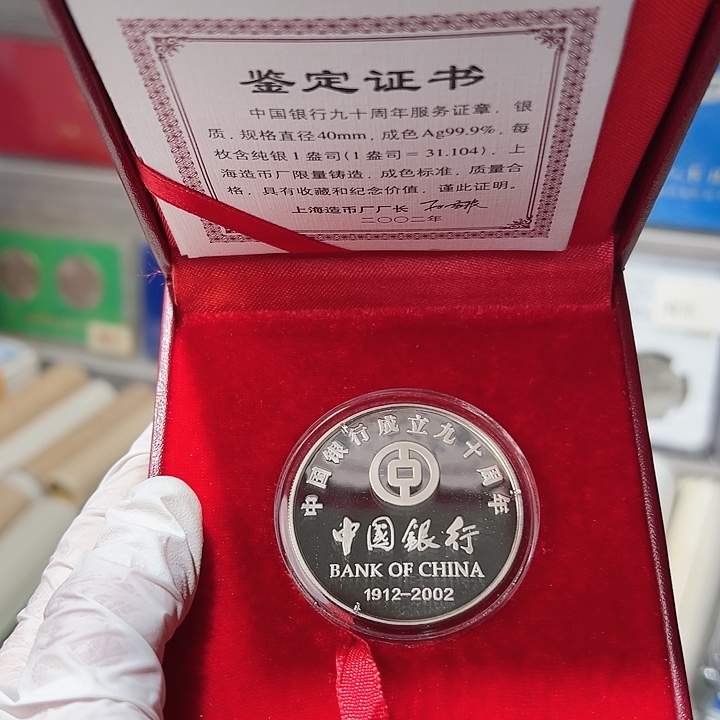 鉴定证书
中国银行九十周年服务证章，银
质，规格直径40mm，成色Ag99.9%，每
枚含纯银1盎司(1盎司=31.104)，上
海造币厂限量铸造，成色标准，质量合
格，具有收藏和纪念价值，谨此证明。
上海造币厂厂长
二〇〇二年
中国银行成立九十周年
中國銀行
BANK OF CHINA
1912-2002